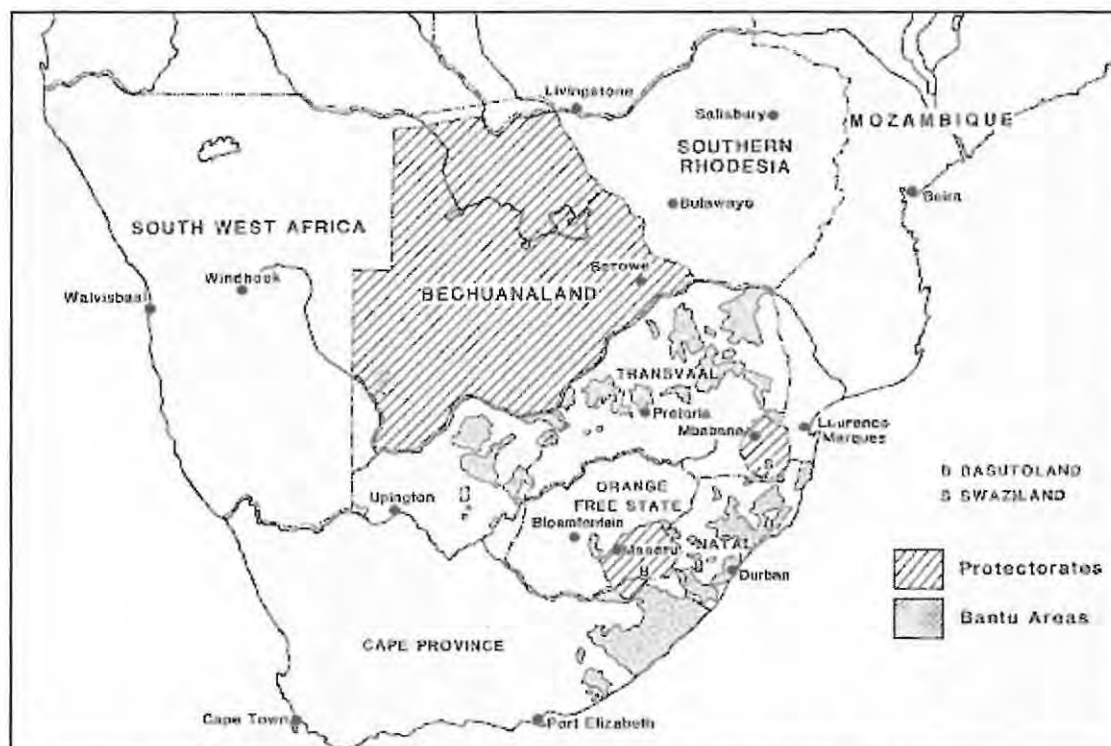 Livingstone
Salisbury
MOZAMBIQUE
SOUTHERN
RHODESIA
Beira
Bulawayo
SOUTH WEST AFRICA
Serowe
Windhoek
BECHUANALAND
Walvisbaai
TRANSVAAL
Pretoria
Mbabane
Lourenco
Marques
S
B BASUTOLAND
S SWAZILAND
ORANGE
FREE STATE
Upington
Bloemfontein
NATAL
Maseru
B
Durban
Protectorates
Bantu Areas
CAPE PROVINCE
Cape Town
Port Elizabeth